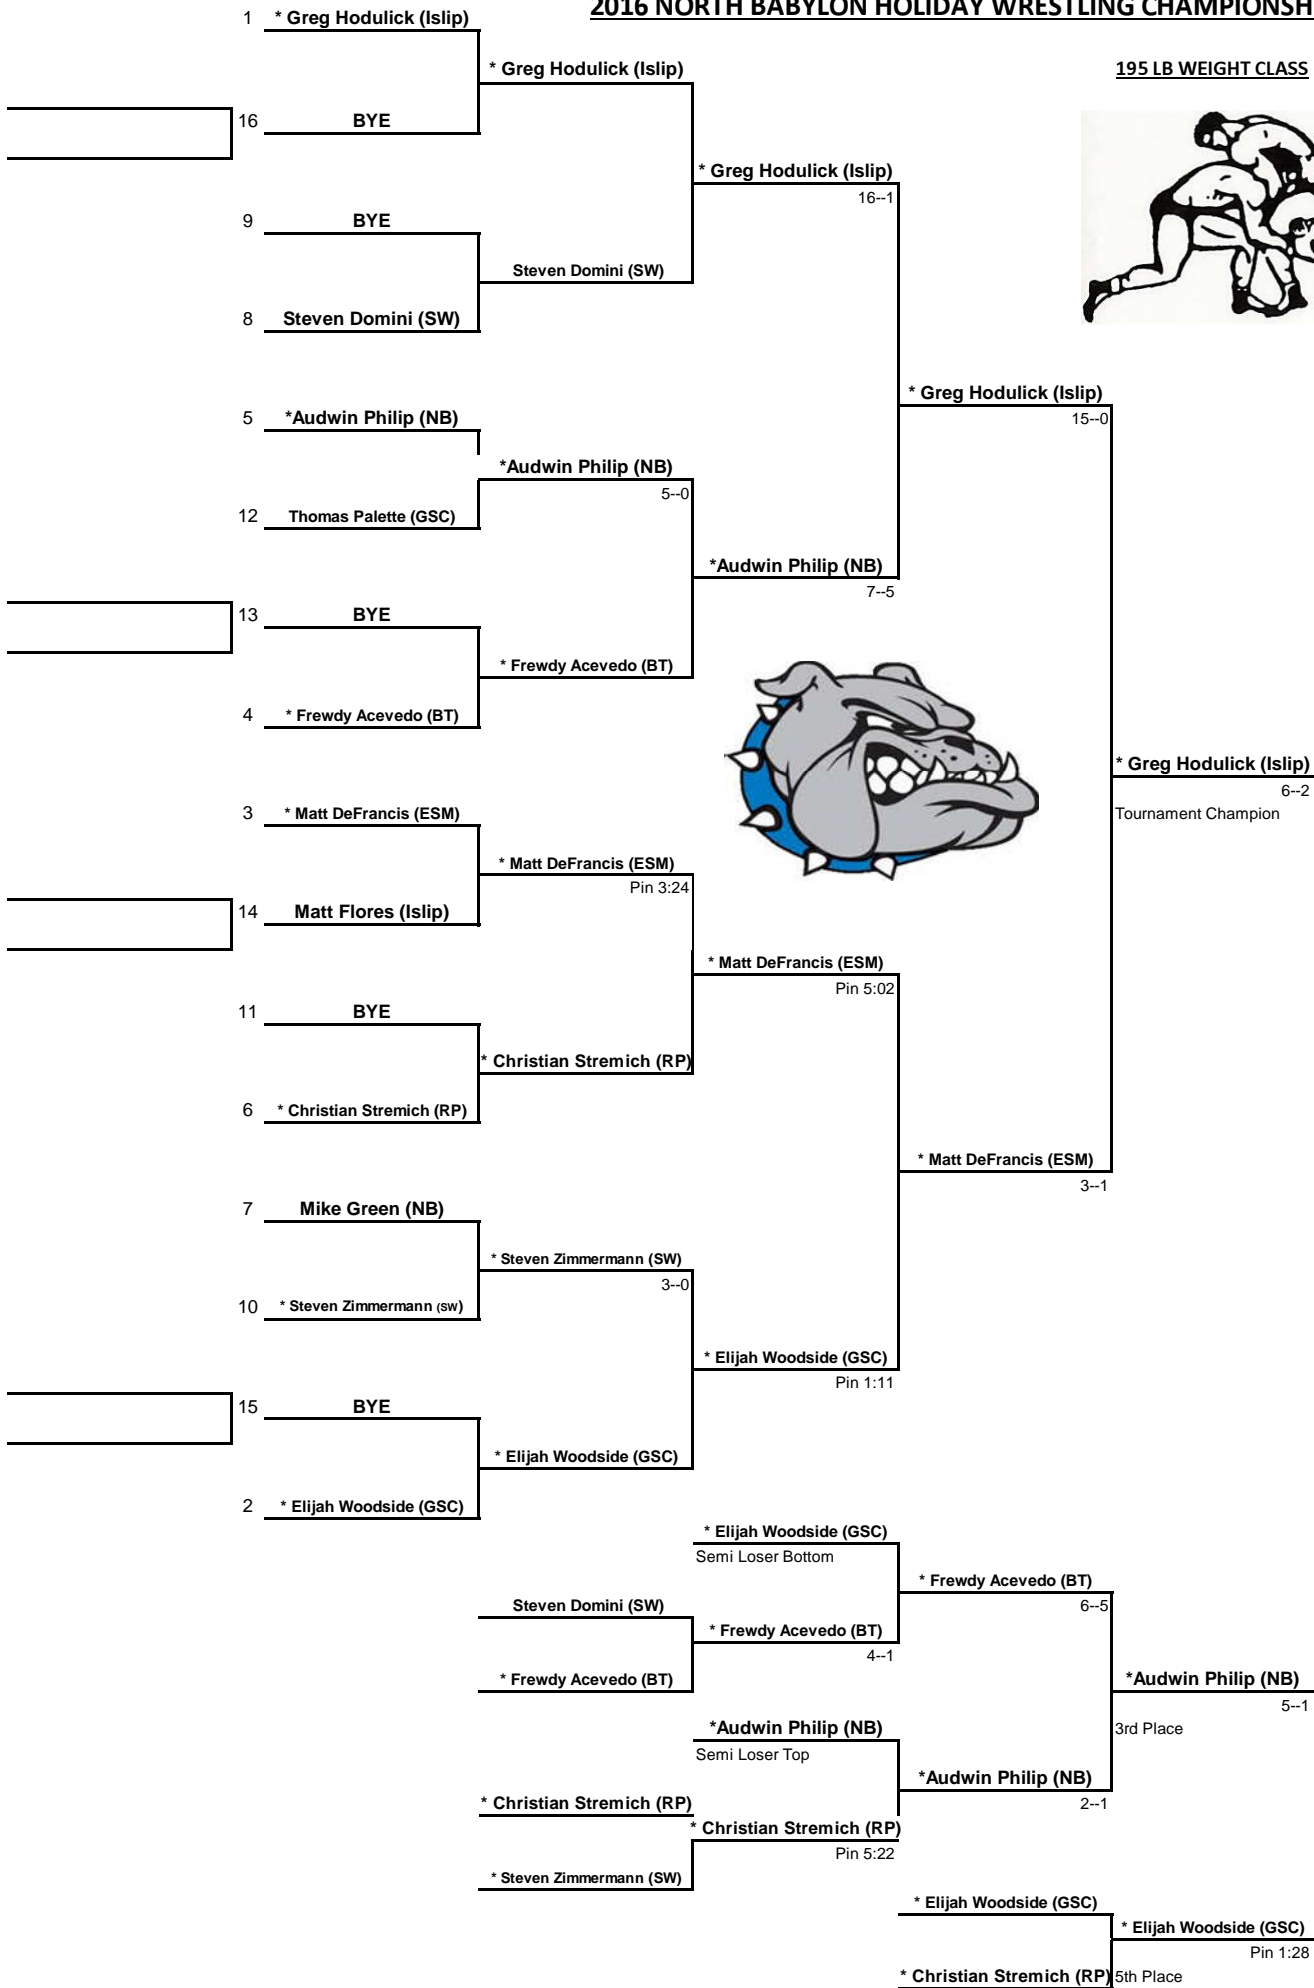 2016 NORTH BABYLON HOLIDAY WRESTLING CHAMPIONSH
195 LB WEIGHT CLASS
1 * Greg Hodulick (Islip)
* Greg Hodulick (Islip)
16 BYE
* Greg Hodulick (Islip)
16--1
9 BYE
Steven Domini (SW)
8 Steven Domini (SW)
* Greg Hodulick (Islip)
15--0
5 *Audwin Philip (NB)
*Audwin Philip (NB)
5--0
12 Thomas Palette (GSC)
*Audwin Philip (NB)
7--5
13 BYE
* Frewdy Acevedo (BT)
4 * Frewdy Acevedo (BT)
* Greg Hodulick (Islip)
6--2
Tournament Champion
3 * Matt DeFrancis (ESM)
* Matt DeFrancis (ESM)
Pin 3:24
14 Matt Flores (Islip)
* Matt DeFrancis (ESM)
Pin 5:02
11 BYE
* Christian Stremich (RP)
6 * Christian Stremich (RP)
* Matt DeFrancis (ESM)
3--1
7 Mike Green (NB)
* Steven Zimmermann (SW)
3--0
10 * Steven Zimmermann (SW)
* Elijah Woodside (GSC)
Pin 1:11
15 BYE
* Elijah Woodside (GSC)
2 * Elijah Woodside (GSC)
* Elijah Woodside (GSC)
Semi Loser Bottom
* Frewdy Acevedo (BT)
6--5
Steven Domini (SW)
* Frewdy Acevedo (BT)
4--1
* Frewdy Acevedo (BT)
*Audwin Philip (NB)
5--1
3rd Place
*Audwin Philip (NB)
Semi Loser Top
*Audwin Philip (NB)
2--1
* Christian Stremich (RP)
* Christian Stremich (RP)
Pin 5:22
* Steven Zimmermann (SW)
* Elijah Woodside (GSC)
* Elijah Woodside (GSC)
Pin 1:28
* Christian Stremich (RP)
5th Place